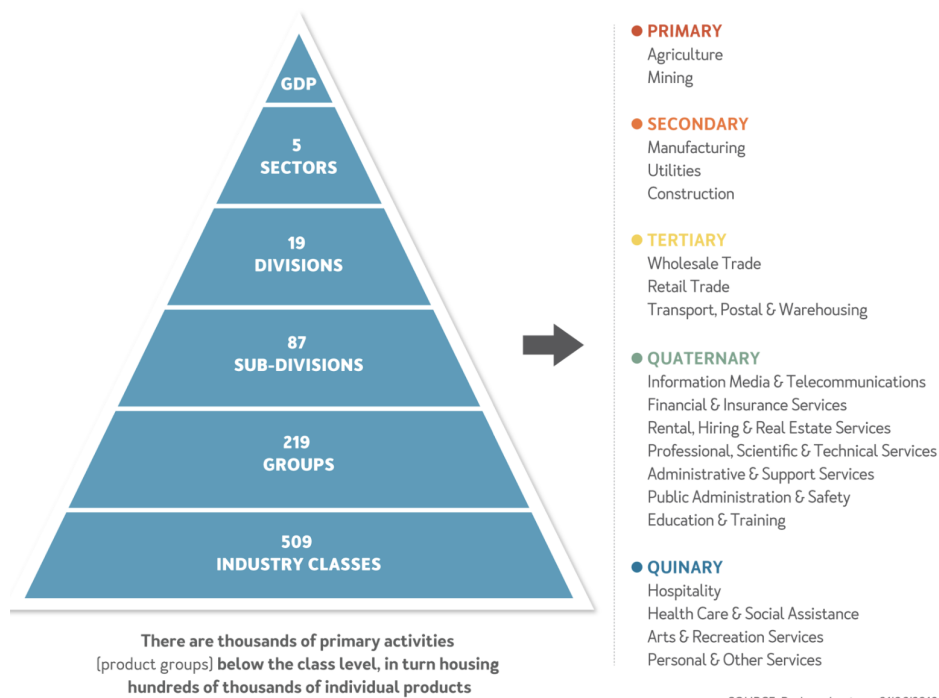 GDP
5
SECTORS
19
DIVISIONS
87
SUB-DIVISIONS
219
GROUPS
509
INDUSTRY CLASSES
There are thousands of primary activities
(product groups) below the class level, in turn housing
hundreds of thousands of individual products
PRIMARY
Agriculture
Mining
SECONDARY
Manufacturing
Utilities
Construction
TERTIARY
Wholesale Trade
Retail Trade
Transport, Postal & Warehousing
QUATERNARY
Information Media & Telecommunications
Financial & Insurance Services
Rental, Hiring & Real Estate Services
Professional, Scientific & Technical Services
Administrative & Support Services
Public Administration & Safety
Education & Training
QUINARY
Hospitality
Health Care & Social Assistance
Arts & Recreation Services
Personal & Other Services